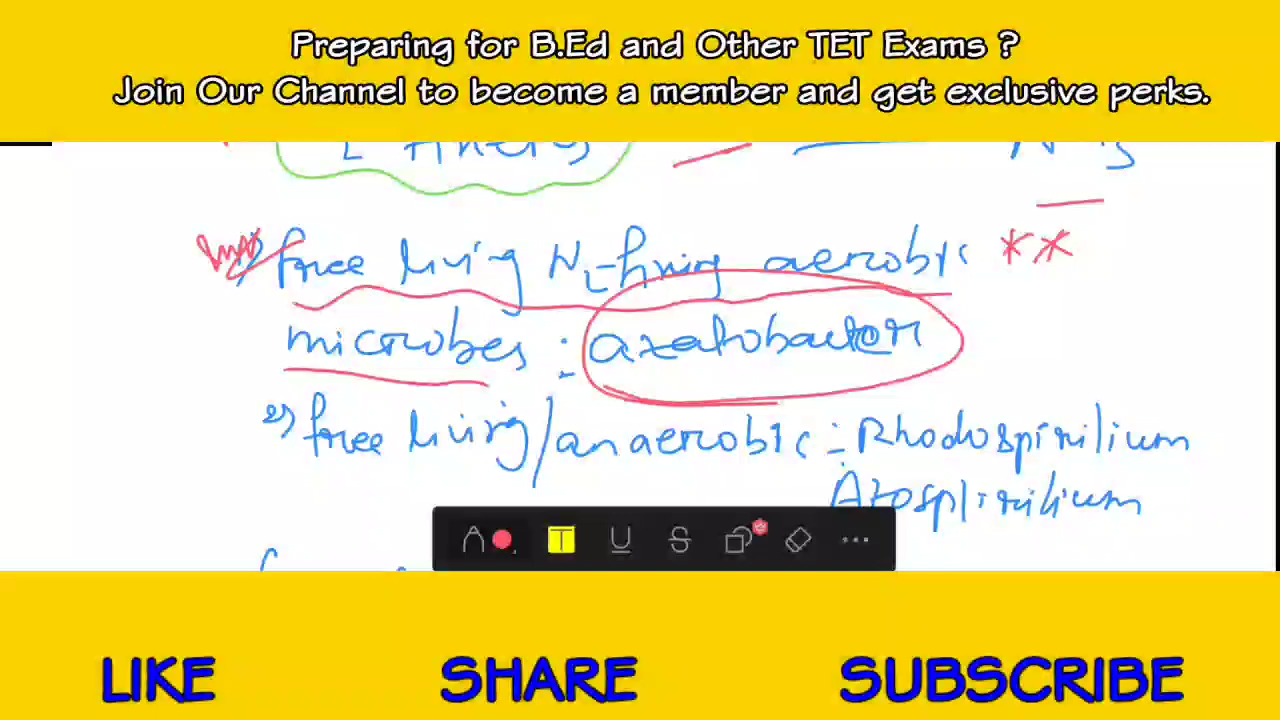 Preparing for B.Ed and Other TET Exams ?
Join Our Channel to become a member and get exclusive perks.
free living N2-fixing aerobic **
microbes : azatobacter
2) free living/anaerobic : Rhodospirilium
Azosplirilium
T U S
LIKE SHARE SUBSCRIBE